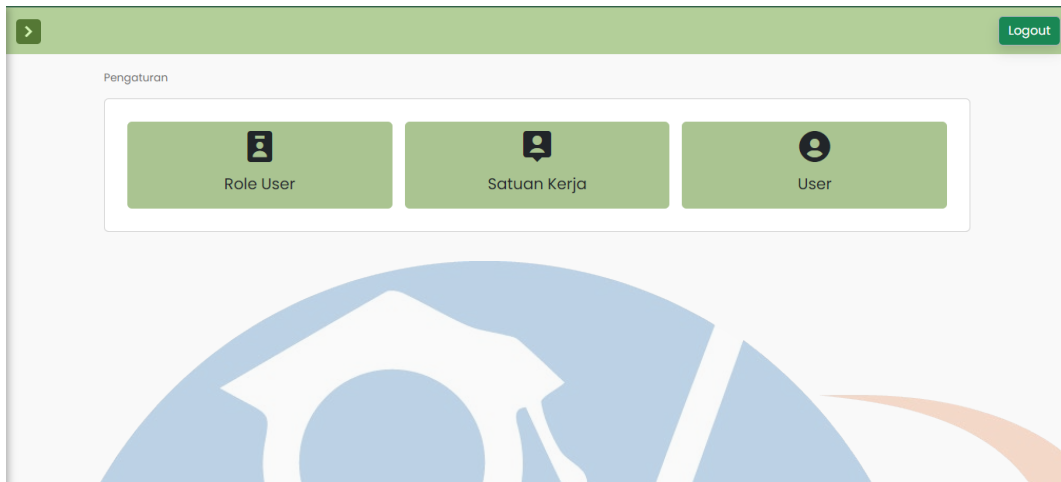 Logout
Pengaturan
Role User
Satuan Kerja
User